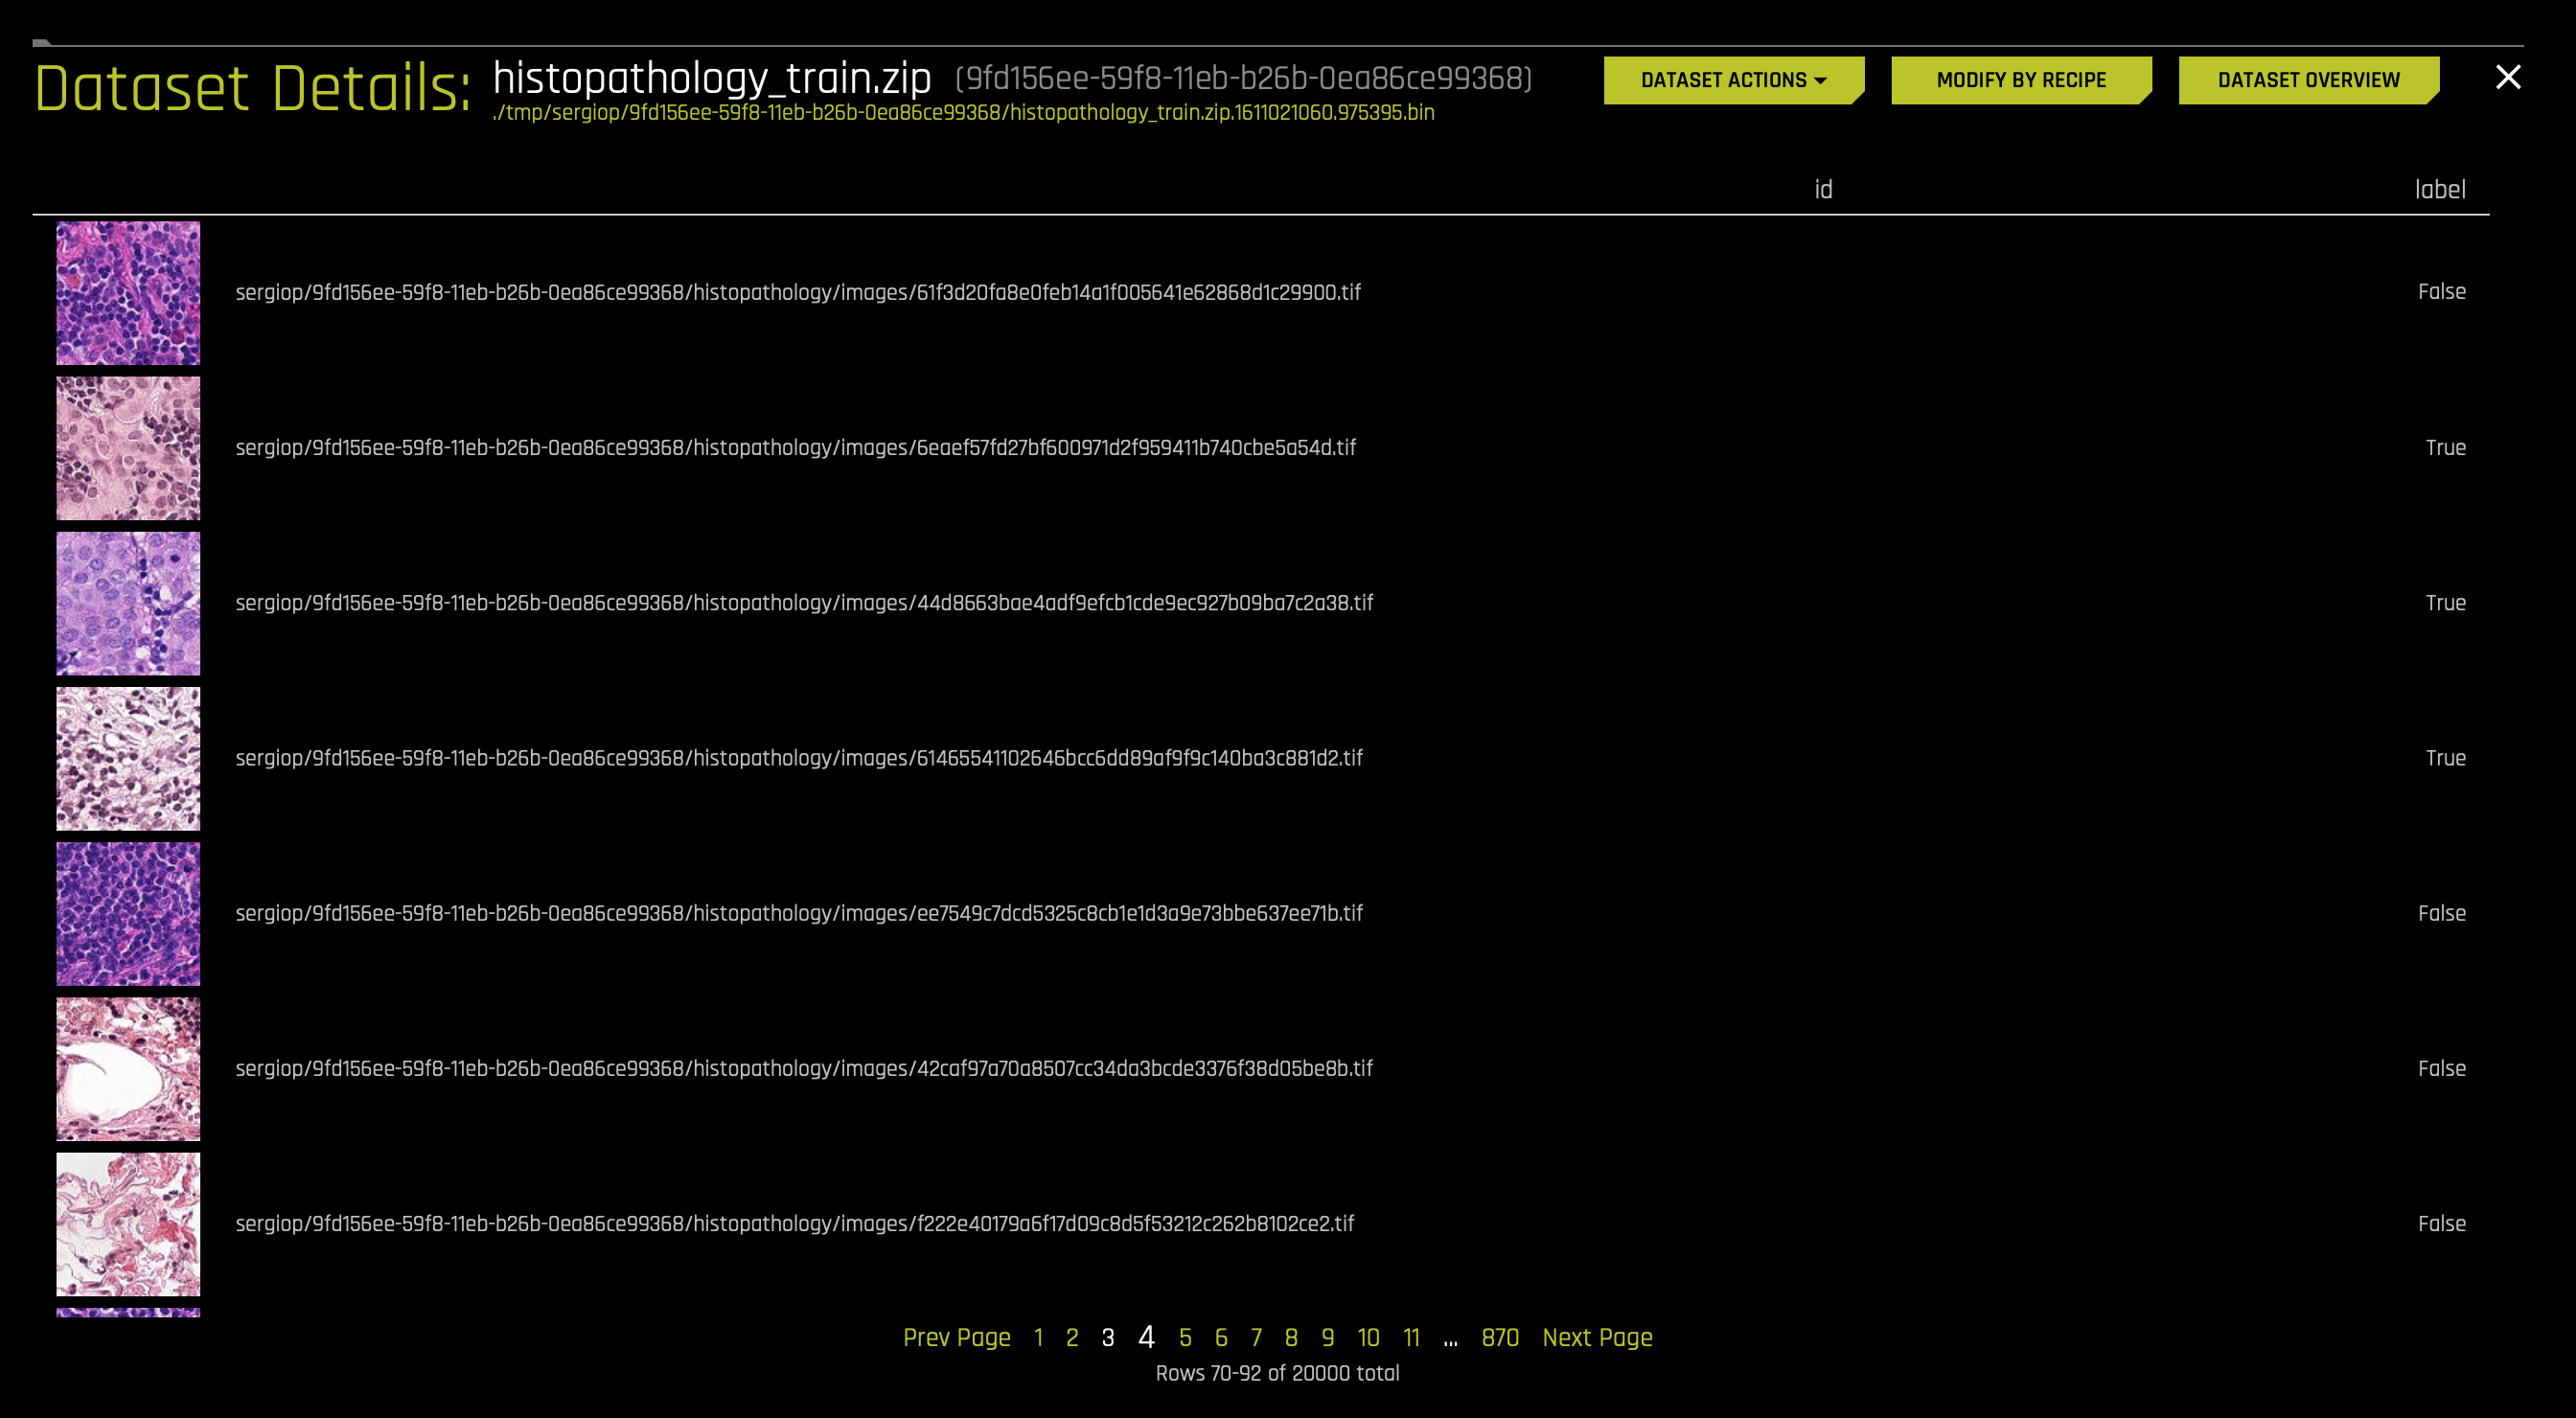 Dataset Details: histopathology_train.zip (9fd156ee-59f8-11eb-b26b-0ea86ce99368) DATASET ACTIONS MODIFY BY RECIPE DATASET OVERVIEW
./tmp/sergiop/9fd156ee-59f8-11eb-b26b-0ea86ce99368/histopathology_train.zip.1611021060.975395.bin
id label
sergiop/9fd156ee-59f8-11eb-b26b-0ea86ce99368/histopathology/images/61f3d20fa8e0feb14a1f005641e62868d1c29900.tif False
sergiop/9fd156ee-59f8-11eb-b26b-0ea86ce99368/histopathology/images/6eaef57fd27bf600971d2f959411b740cbe5a54d.tif True
sergiop/9fd156ee-59f8-11eb-b26b-0ea86ce99368/histopathology/images/44d8663bae4adf9efcb1cde9ec927b09ba7c2a38.tif True
sergiop/9fd156ee-59f8-11eb-b26b-0ea86ce99368/histopathology/images/61465541102646bcc6dd89af9f9c140ba3c881d2.tif True
sergiop/9fd156ee-59f8-11eb-b26b-0ea86ce99368/histopathology/images/ee7549c7dcd5325c8cb1e1d3a9e73bbe637ee71b.tif False
sergiop/9fd156ee-59f8-11eb-b26b-0ea86ce99368/histopathology/images/42caf97a70a8507cc34da3bcde3376f38d05be8b.tif False
sergiop/9fd156ee-59f8-11eb-b26b-0ea86ce99368/histopathology/images/f222e40179a6f17d09c8d5f53212c262b8102ce2.tif False
Prev Page 1 2 3 4 5 6 7 8 9 10 11 ... 870 Next Page
Rows 70-92 of 20000 total